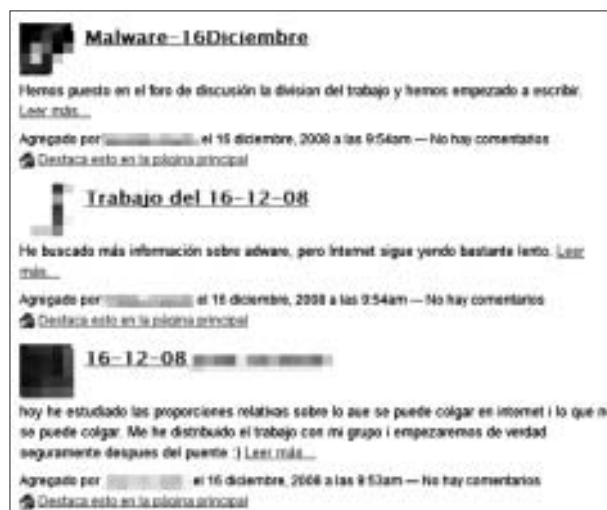 Malware-16Diciembre
Hemos puesto en el foro de discusión la division del trabajo y hemos empezado a escribir.
Leer más...
Agregado por el 16 diciembre, 2008 a las 9:54am — No hay comentarios
Destaca esto en la página principal
Trabajo del 16-12-08
He buscado más información sobre adware, pero Internet sigue yendo bastante lento. Leer
más...
Agregado por el 16 diciembre, 2008 a las 9:54am — No hay comentarios
Destaca esto en la página principal
16-12-08
hoy he estudiado las proporciones relativas sobre lo aue se puede colgar en internet i lo que n
se puede colgar. Me he distribuido el trabajo con mi grupo i empezaremos de verdad
seguramente despues del puente :) Leer más...
Agregado por el 16 diciembre, 2008 a las 9:53am — No hay comentarios
Destaca esto en la página principal